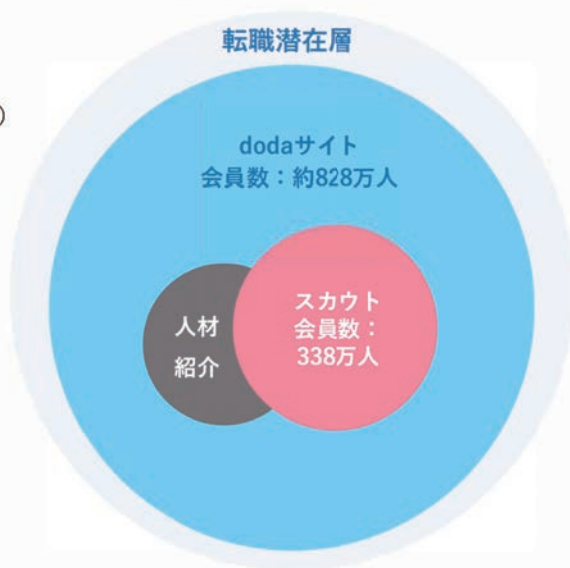 転職潜在層
)
dodaサイト
会員数：約828万人
人材
紹介
スカウト
会員数：
338万人